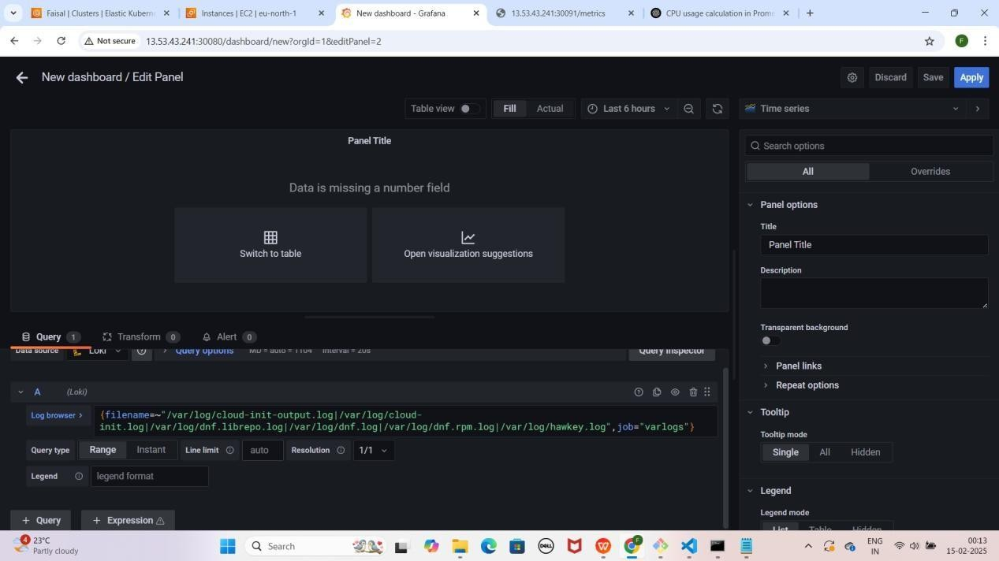 Faisal | Clusters | Elastic Kuberne
Instances | EC2 | eu-north-1
New dashboard - Grafana
13.53.43.241:30091/metrics
CPU usage calculation in Prome
Not secure
13.53.43.241:30080/dashboard/new?orgId=1&editPanel=2
F
New dashboard / Edit Panel
Discard
Save
Apply
Table view
Fill
Actual
Last 6 hours
Time series
Panel Title
Data is missing a number field
Switch to table
Open visualization suggestions
Search options
All
Overrides
Panel options
Title
Panel Title
Description
Transparent background
Panel links
Repeat options
Tooltip
Tooltip mode
Single
All
Hidden
Legend
Legend mode
List
Table
Hidden
Query 1
Transform 0
Alert 0
Data source
Loki
Query options
MD = auto = 1104
Interval = 20s
Query inspector
A
(Loki)
Log browser >
{filename=~"/var/log/cloud-init-output.log|/var/log/cloud-
init.log|/var/log/dnf.librepo.log|/var/log/dnf.log|/var/log/dnf.rpm.log|/var/log/hawkey.log",job="varlogs"}
Query type
Range
Instant
Line limit
auto
Resolution
1/1
Legend
legend format
+ Query
+ Expression
4
23°C
Partly cloudy
Search
DELL
F
ENG
IN
00:13
15-02-2025